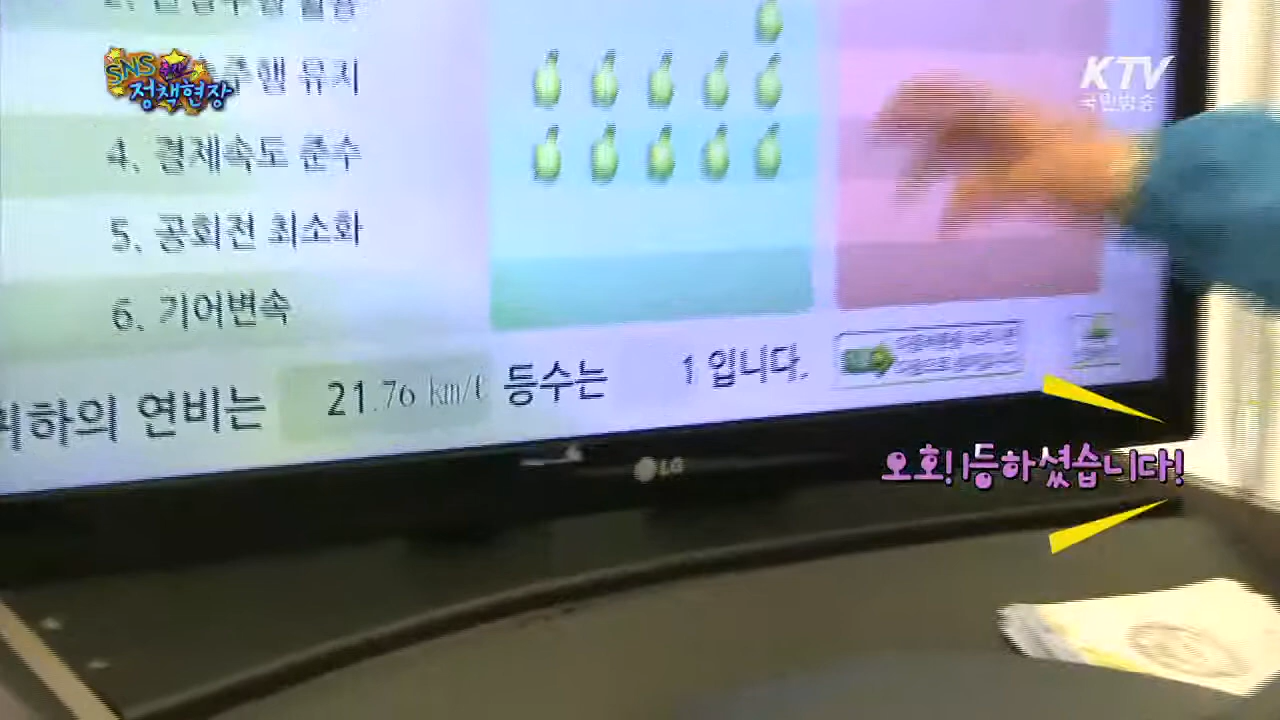 SNS
정책현장
KTV
국민방송
유지
4. 경제속도 준수
5. 공회전 최소화
6. 기어변속
귀하의 연비는 21.76 km/ℓ 등수는 1 입니다.
LG
오호! 1등하셨습니다!